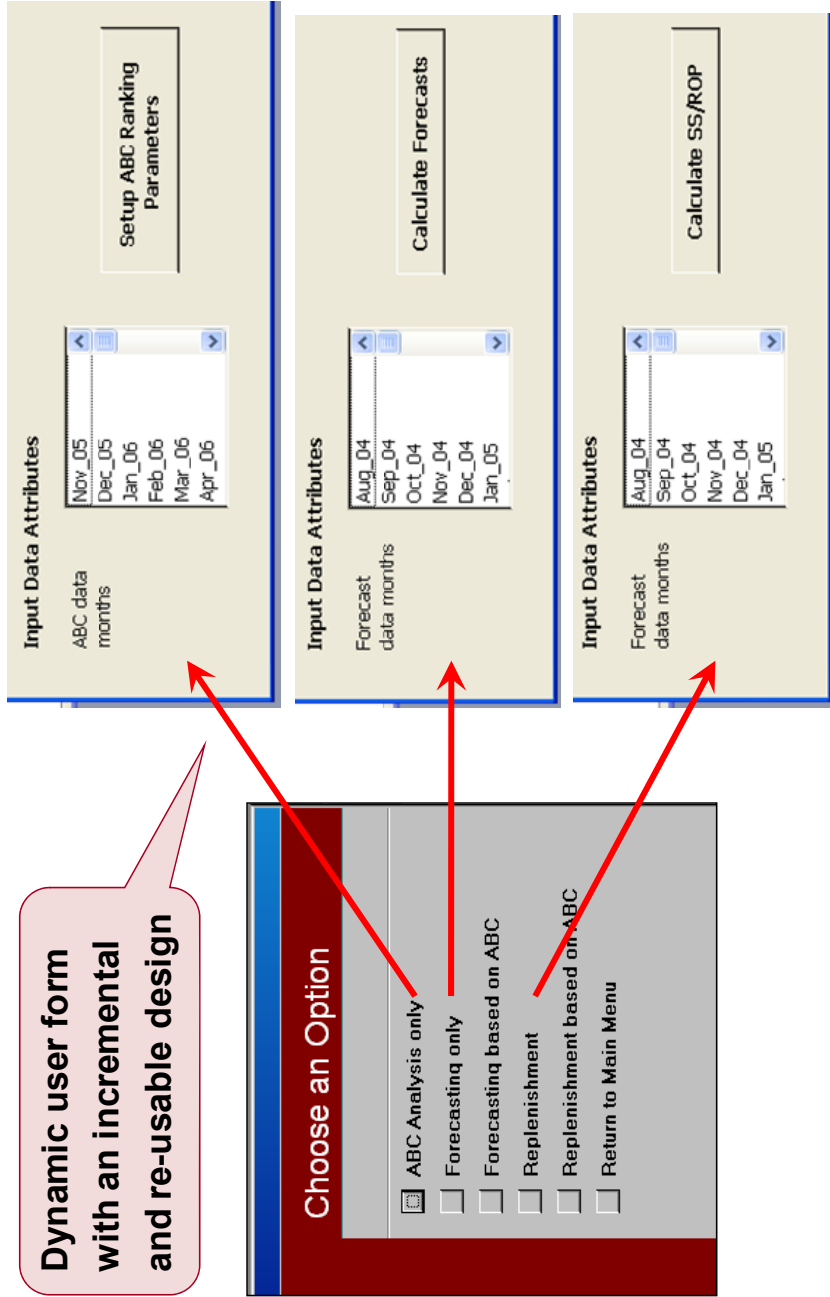 Dynamic user form
with an incremental
and re-usable design
Choose an Option
ABC Analysis only
Forecasting only
Forecasting based on ABC
Replenishment
Replenishment based on ABC
Return to Main Menu
Input Data Attributes
ABC data
months
Nov_05
Dec_05
Jan_06
Feb_06
Mar_06
Apr_06
Setup ABC Ranking
Parameters
Input Data Attributes
Forecast
data months
Aug_04
Sep_04
Oct_04
Nov_04
Dec_04
Jan_05
Calculate Forecasts
Input Data Attributes
Forecast
data months
Aug_04
Sep_04
Oct_04
Nov_04
Dec_04
Jan_05
Calculate SS/ROP